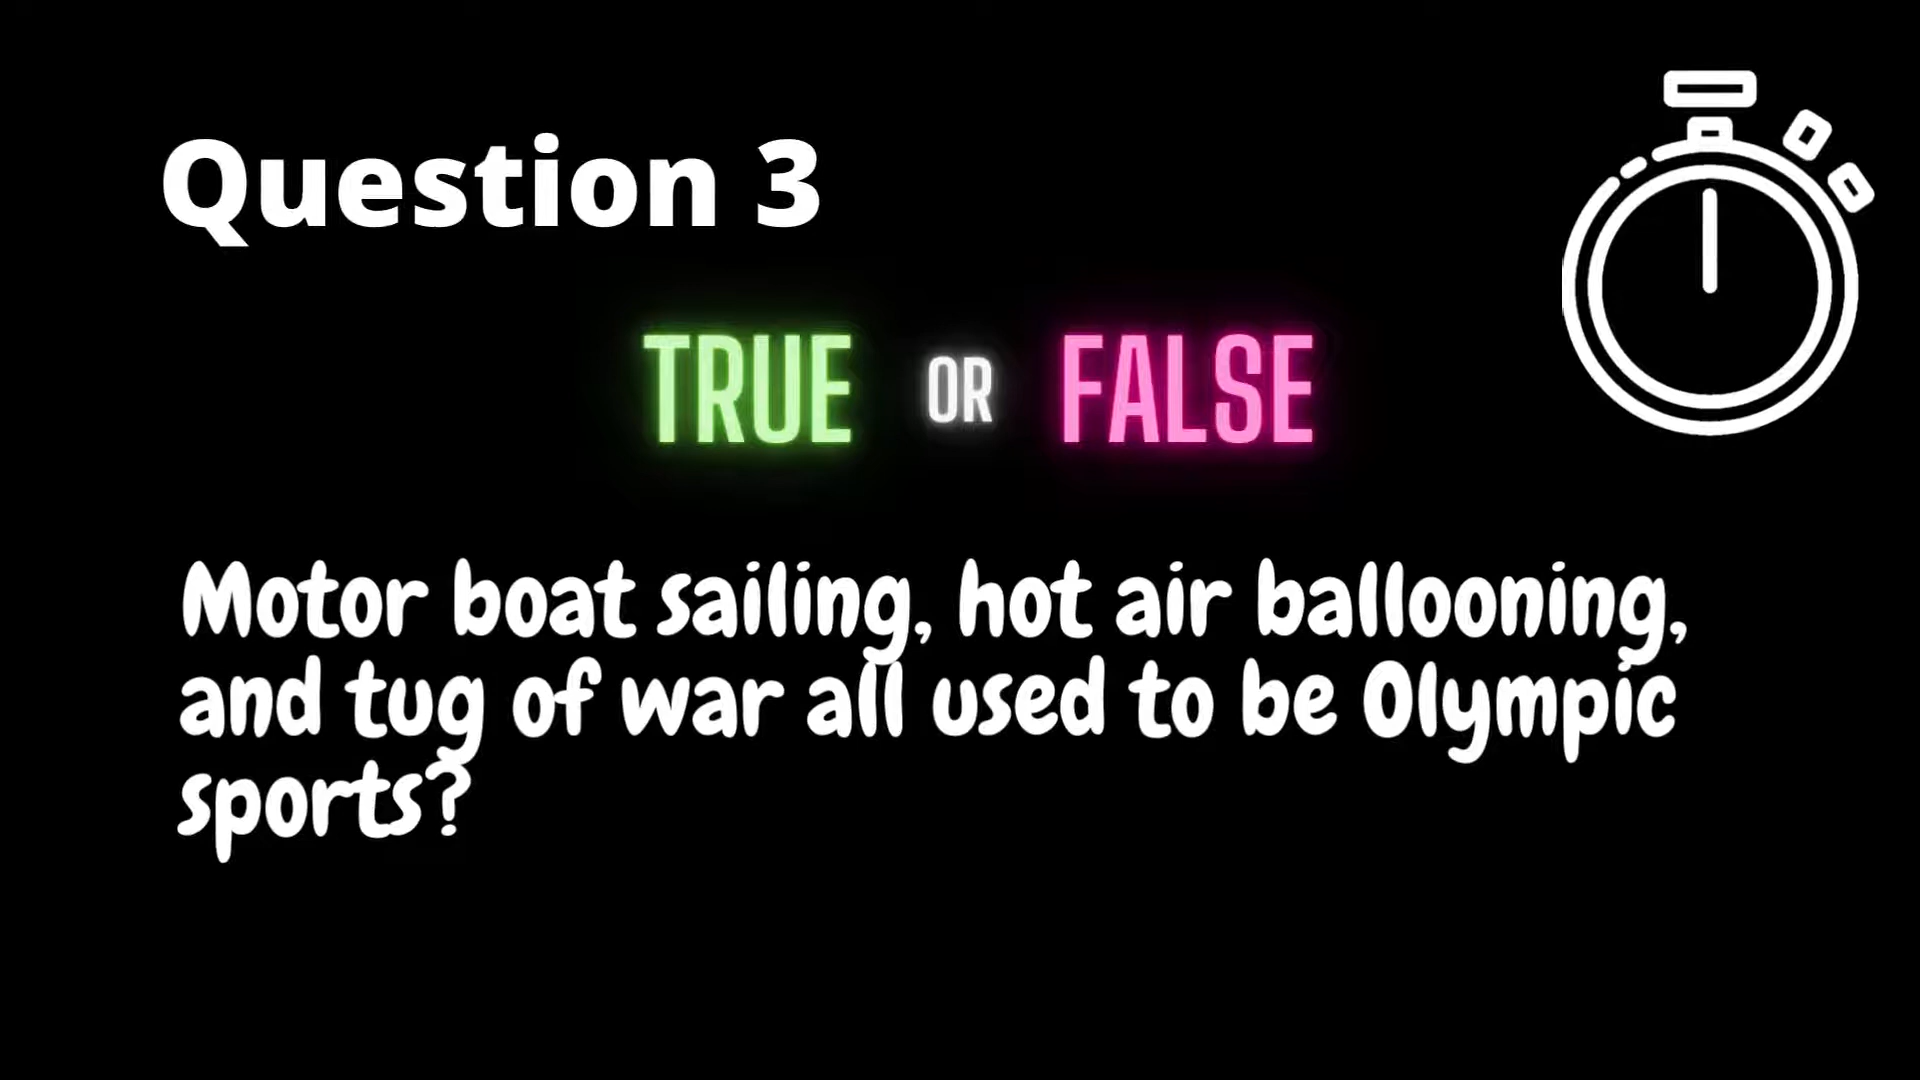 Question 3
TRUE OR FALSE
Motor boat sailing, hot air ballooning,
and tug of war all used to be Olympic
sports?